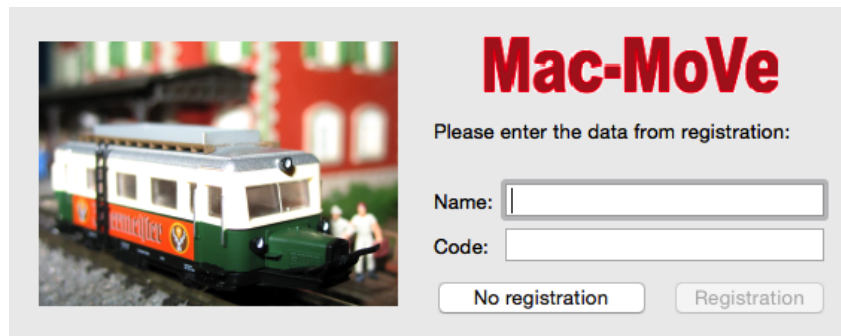 Mac-MoVe
Please enter the data from registration:
Name:
Code:
No registration
Registration